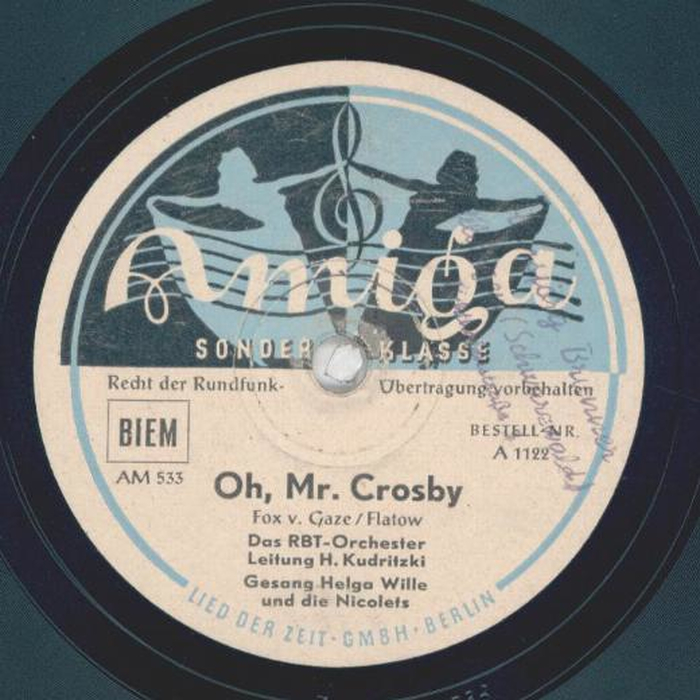 Amiga
SONDER KLASSE
Recht der Rundfunk- Übertragung vorbehalten
BIEM
BESTELL-NR.
A 1122
AM 533
Oh, Mr. Crosby
Fox v. Gaze/Flatow
Das RBT-Orchester
Leitung H. Kudritzki
Gesang Helga Wille
und die Nicolets
LIED DER ZEIT·GMBH·BERLIN
Brunner